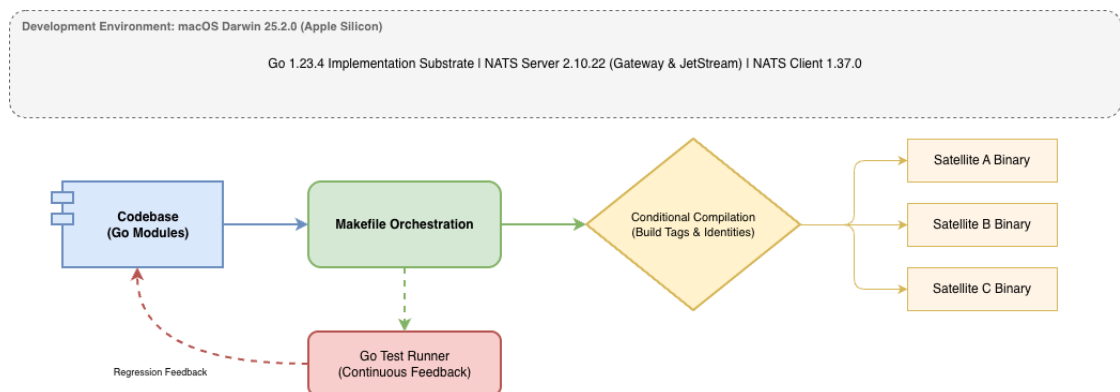 Development Environment: macOS Darwin 25.2.0 (Apple Silicon)
Go 1.23.4 Implementation Substrate | NATS Server 2.10.22 (Gateway & JetStream) | NATS Client 1.37.0
Codebase
(Go Modules)
Makefile Orchestration
Conditional Compilation
(Build Tags & Identities)
Satellite A Binary
Satellite B Binary
Satellite C Binary
Go Test Runner
(Continuous Feedback)
Regression Feedback